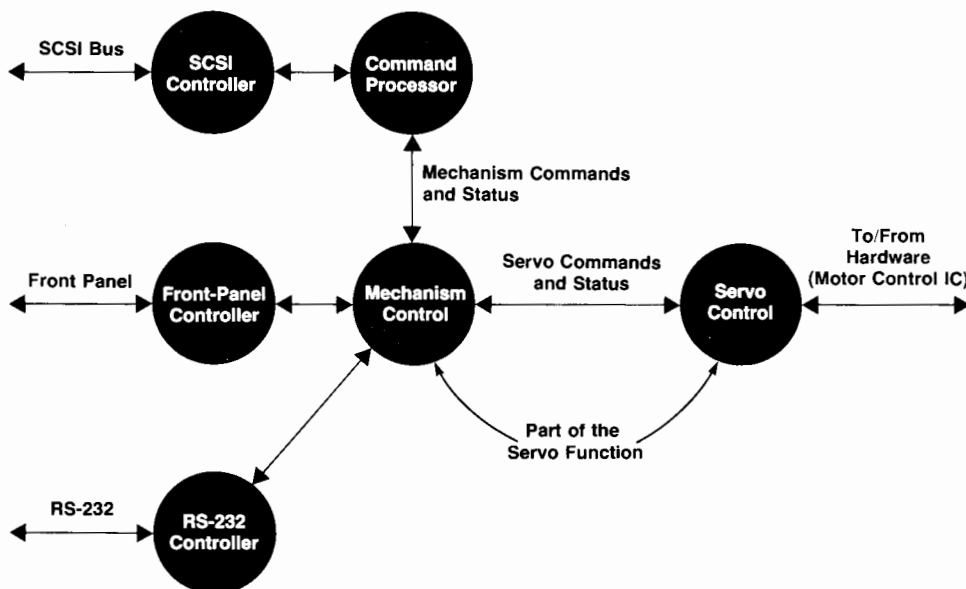 SCSI Bus
SCSI
Controller
Command
Processor
Mechanism Commands
and Status
Front Panel
Front-Panel
Controller
Mechanism
Control
Servo Commands
and Status
Servo
Control
To/From
Hardware
(Motor Control IC)
Part of the
Servo Function
RS-232
RS-232
Controller